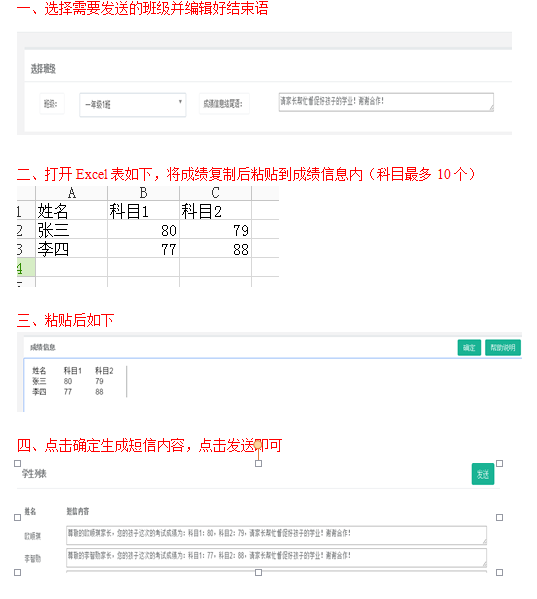 一、选择需要发送的班级并编辑好结束语
选择班级
班级： 一年级1班 成绩信息结尾语： 请家长帮忙督促好孩子的学业！谢谢合作！
二、打开 Excel 表如下，将成绩复制后粘贴到成绩信息内（科目最多 10 个）
A B C
1 姓名 科目1 科目2
2 张三 80 79
3 李四 77 88
4
三、粘贴后如下
成绩信息 确定 帮助说明
姓名 科目1 科目2
张三 80 79
李四 77 88
四、点击确定生成短信内容，点击发送即可
学生列表 发送
姓名 短信内容
尊敬的家长，您的孩子这次的考试成绩为：科目1：80，科目2：79，请家长帮忙督促好孩子的学业！谢谢合作！
李智勤 尊敬的李智勤家长，您的孩子这次的考试成绩为：科目1：77，科目2：88，请家长帮忙督促好孩子的学业！谢谢合作！